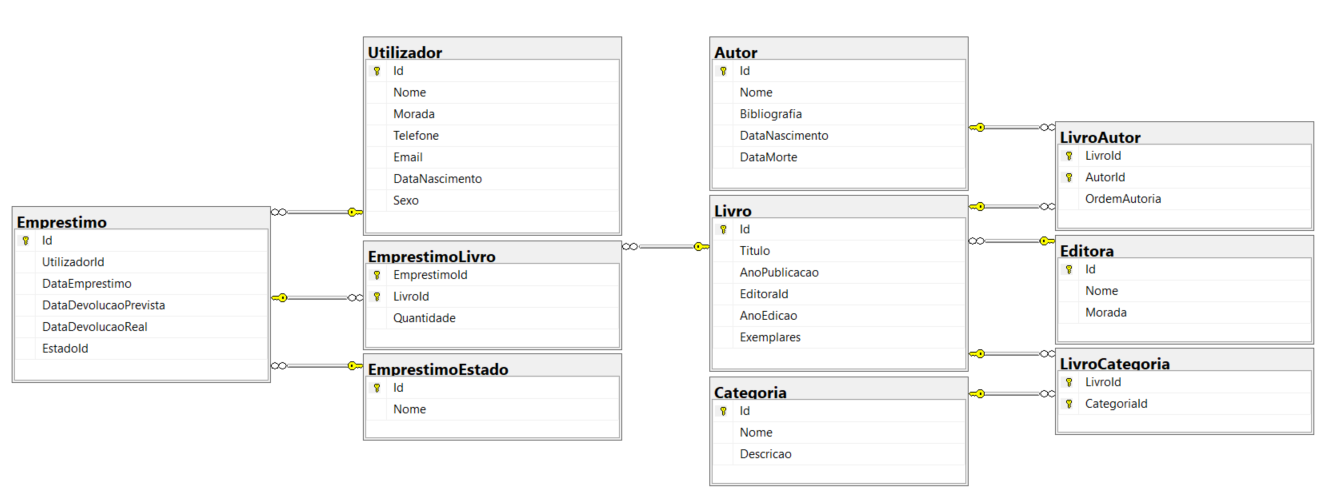 Emprestimo
Id
UtilizadorId
DataEmprestimo
DataDevolucaoPrevista
DataDevolucaoReal
EstadoId
Utilizador
Id
Nome
Morada
Telefone
Email
DataNascimento
Sexo
EmprestimoLivro
EmprestimoId
LivroId
Quantidade
EmprestimoEstado
Id
Nome
Autor
Id
Nome
Bibliografia
DataNascimento
DataMorte
Livro
Id
Titulo
AnoPublicacao
EditoraId
AnoEdicao
Exemplares
Categoria
Id
Nome
Descricao
LivroAutor
LivroId
AutorId
OrdemAutoria
Editora
Id
Nome
Morada
LivroCategoria
LivroId
CategoriaId